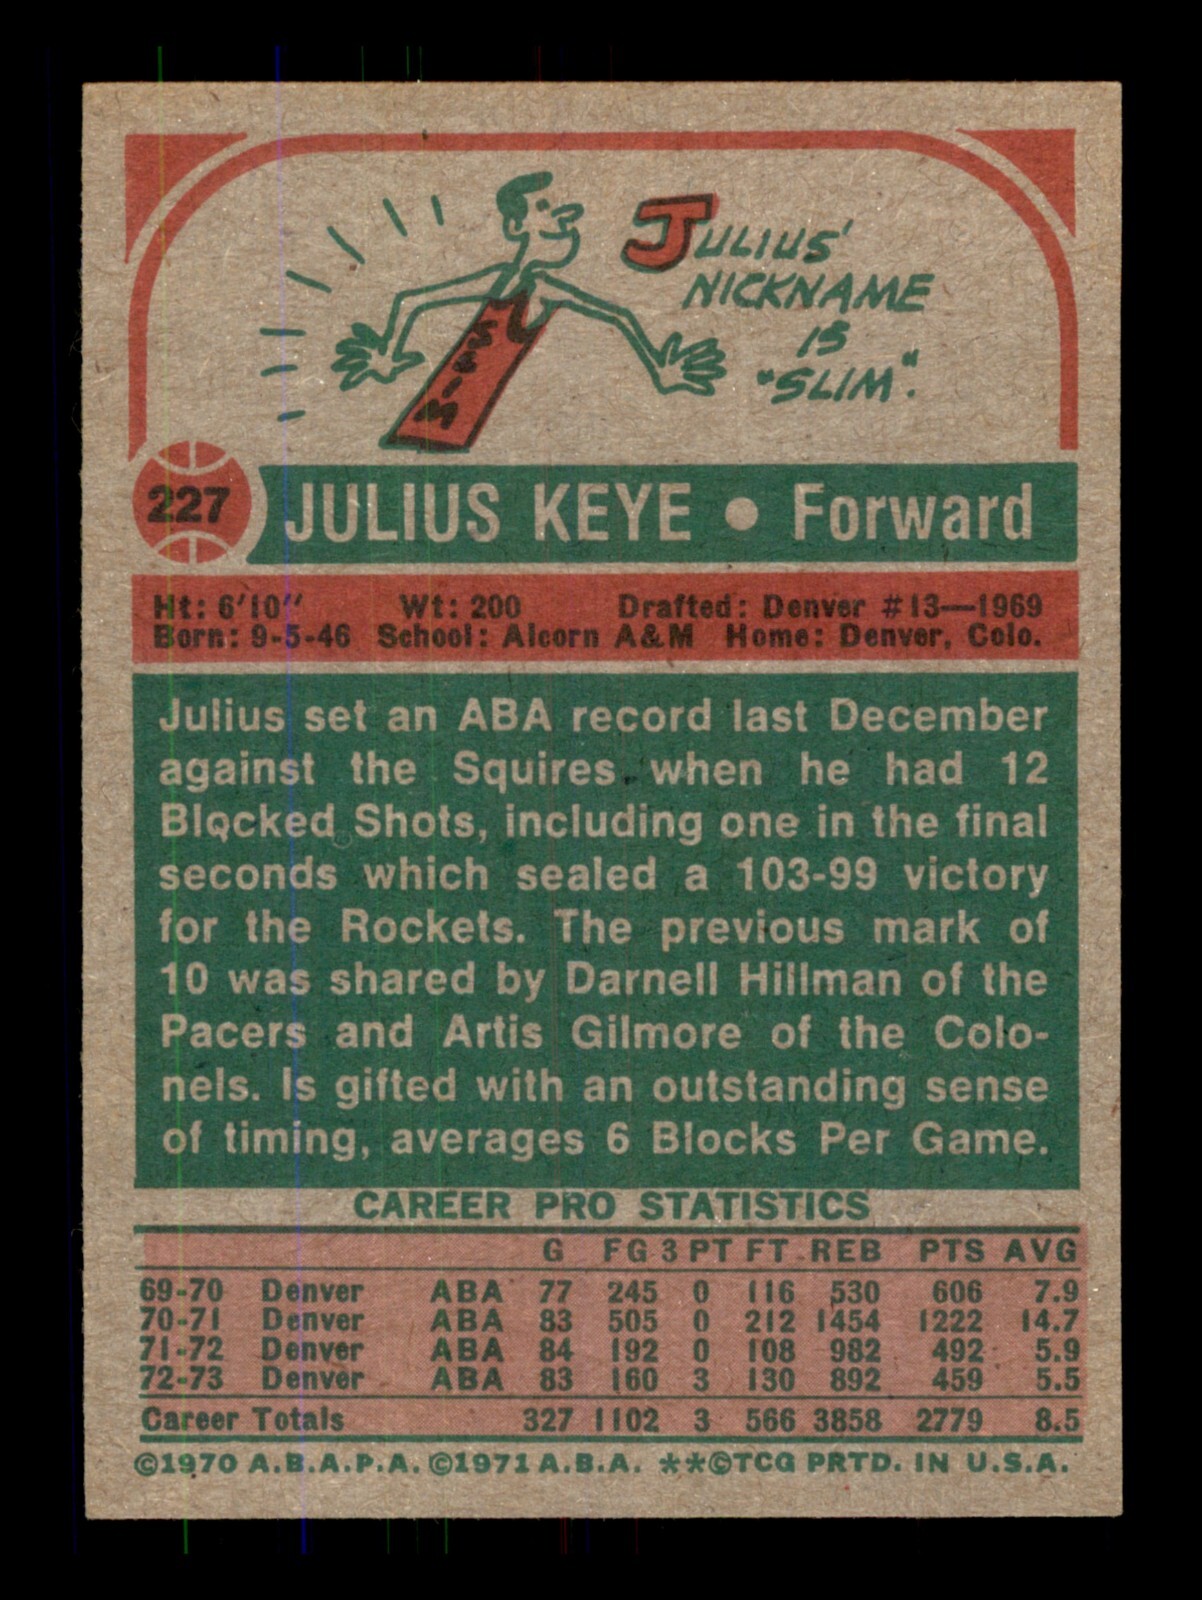 JULIUS'
NICKNAME
IS
"SLIM".
SLIM
227
JULIUS KEYE • Forward
Ht: 6'10" Wt: 200 Drafted: Denver #13—1969
Born: 9-5-46 School: Alcorn A&M Home: Denver, Colo.
Julius set an ABA record last December
against the Squires when he had 12
Blocked Shots, including one in the final
seconds which sealed a 103-99 victory
for the Rockets. The previous mark of
10 was shared by Darnell Hillman of the
Pacers and Artis Gilmore of the Colo-
nels. Is gifted with an outstanding sense
of timing, averages 6 Blocks Per Game.
CAREER PRO STATISTICS
G FG 3 PT FT REB PTS AVG
69-70 Denver ABA 77 245 0 116 530 606 7.9
70-71 Denver ABA 83 505 0 212 1454 1222 14.7
71-72 Denver ABA 84 192 0 108 982 492 5.9
72-73 Denver ABA 83 160 3 130 892 459 5.5
Career Totals 327 1102 3 566 3858 2779 8.5
©1970 A.B.A.P.A. ©1971 A.B.A. **©TCG PRTD. IN U.S.A.